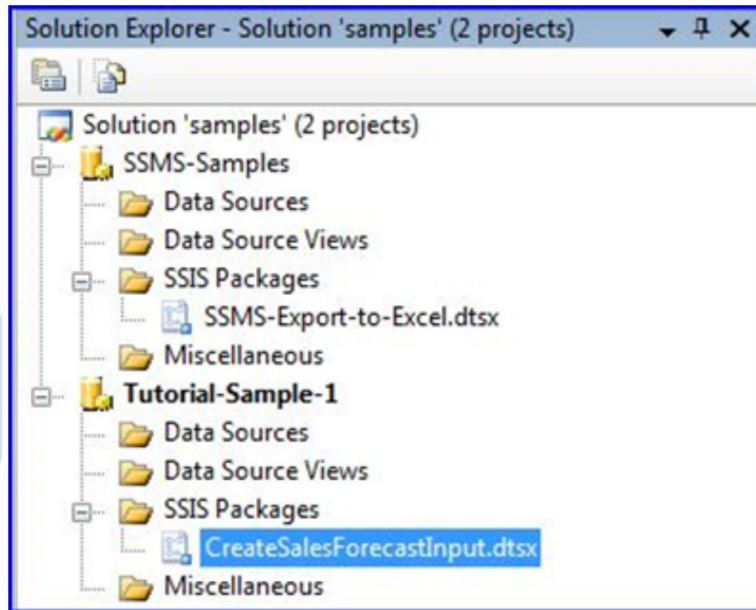 Solution Explorer - Solution 'samples' (2 projects)
Solution 'samples' (2 projects)
SSMS-Samples
Data Sources
Data Source Views
SSIS Packages
SSMS-Export-to-Excel.dtsx
Miscellaneous
Tutorial-Sample-1
Data Sources
Data Source Views
SSIS Packages
CreateSalesForecastInput.dtsx
Miscellaneous